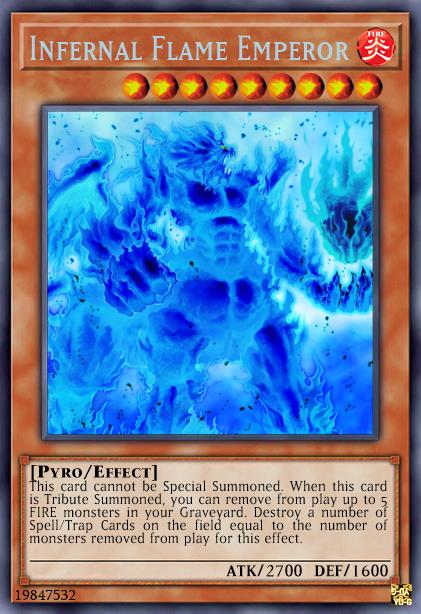 Infernal Flame Emperor
FIRE
炎
[Pyro/Effect]
This card cannot be Special Summoned. When this card
is Tribute Summoned, you can remove from play up to 5
FIRE monsters in your Graveyard. Destroy a number of
Spell/Trap Cards on the field equal to the number of
monsters removed from play for this effect.
ATK/2700 DEF/1600
19847532